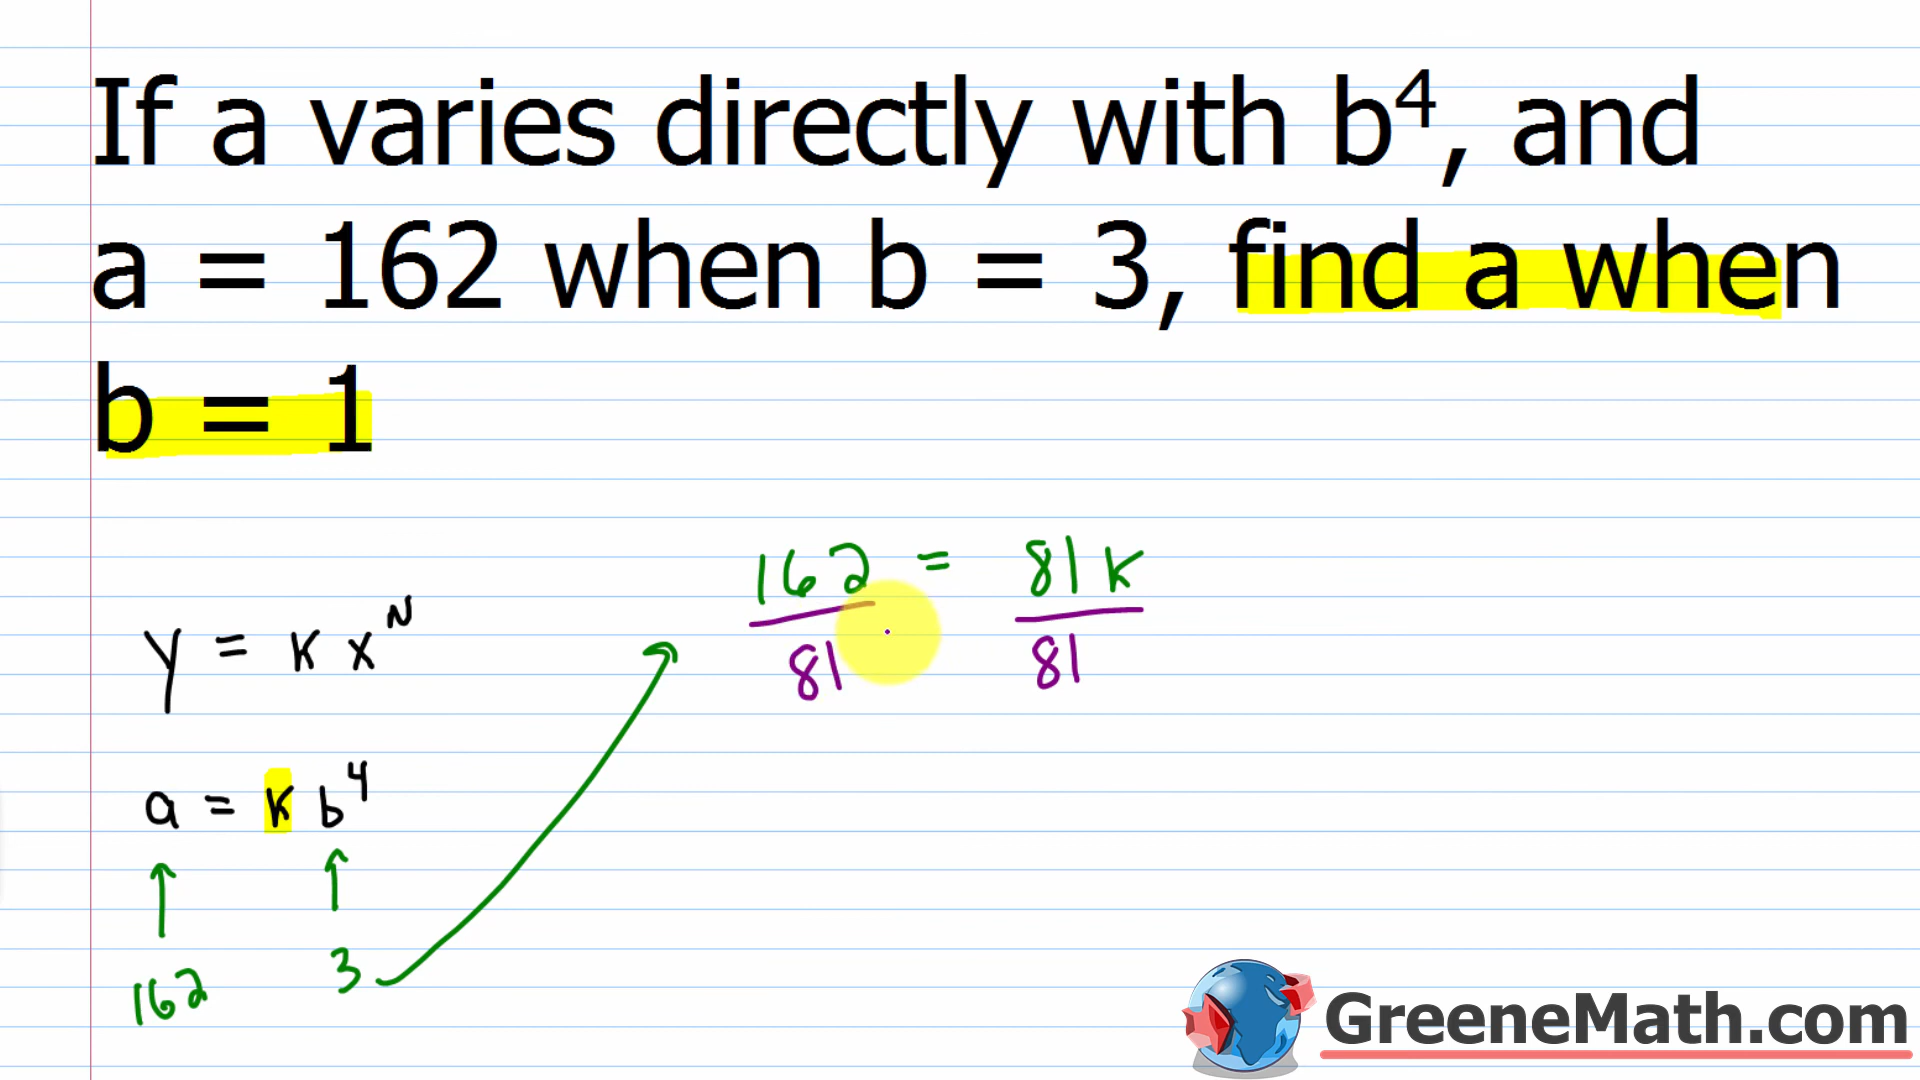 If a varies directly with b⁴, and
a = 162 when b = 3, find a when
b = 1
162 = 81k
81 81
y = kxᴺ
a = k b⁴
162 3
GreeneMath.com